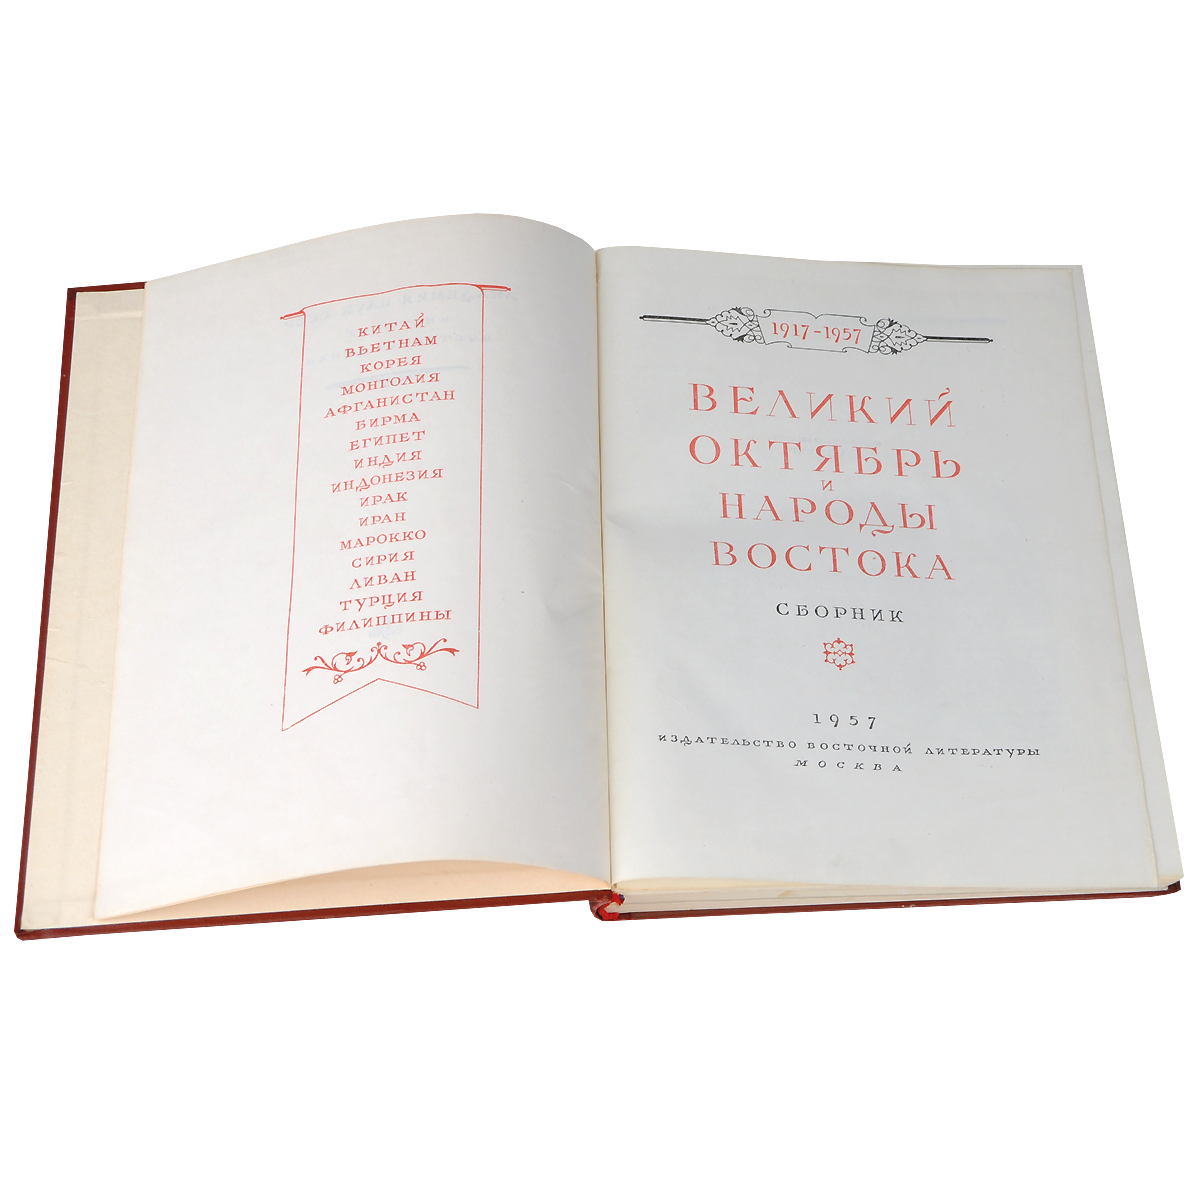 КИТАЙ
ВЬЕТНАМ
КОРЕЯ
МОНГОЛИЯ
АФГАНИСТАН
БИРМА
ЕГИПЕТ
ИНДИЯ
ИНДОНЕЗИЯ
ИРАК
ИРАН
МАРОККО
СИРИЯ
ЛИВАН
ТУРЦИЯ
ФИЛИППИНЫ
1917-1957
ВЕЛИКИЙ
ОКТЯБРЬ
И
НАРОДЫ
ВОСТОКА
СБОРНИК
1957
ИЗДАТЕЛЬСТВО ВОСТОЧНОЙ ЛИТЕРАТУРЫ
МОСКВА